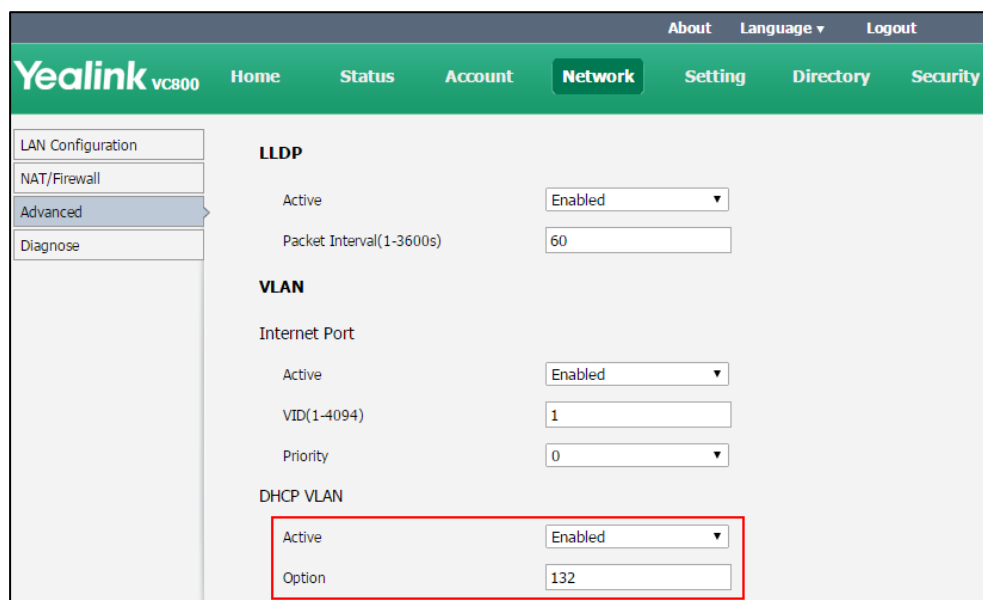 About Language ▾ Logout
Yealink VC800 Home Status Account Network Setting Directory Security
LAN Configuration
NAT/Firewall
Advanced
Diagnose
LLDP
Active Enabled
Packet Interval(1-3600s) 60
VLAN
Internet Port
Active Enabled
VID(1-4094) 1
Priority 0
DHCP VLAN
Active Enabled
Option 132